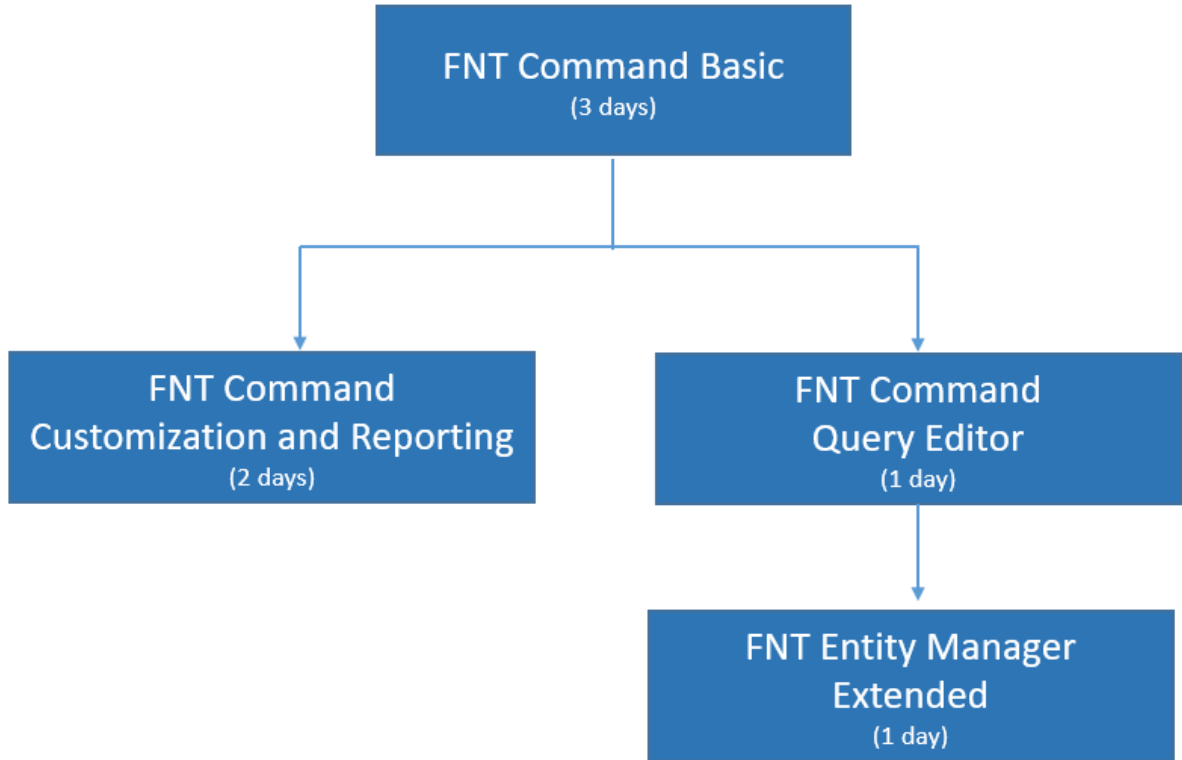 FNT Command Basic
(3 days)
FNT Command
Customization and Reporting
(2 days)
FNT Command
Query Editor
(1 day)
FNT Entity Manager
Extended
(1 day)